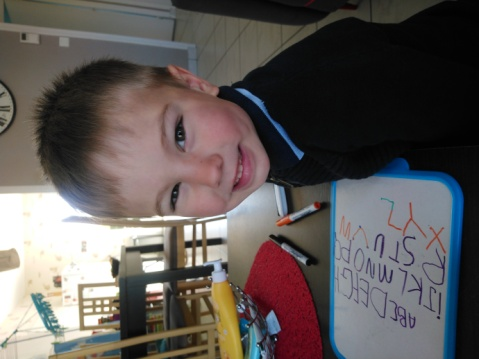 ABCDEFGH
iJKLMNOPQ
RSTUVW
XYZ